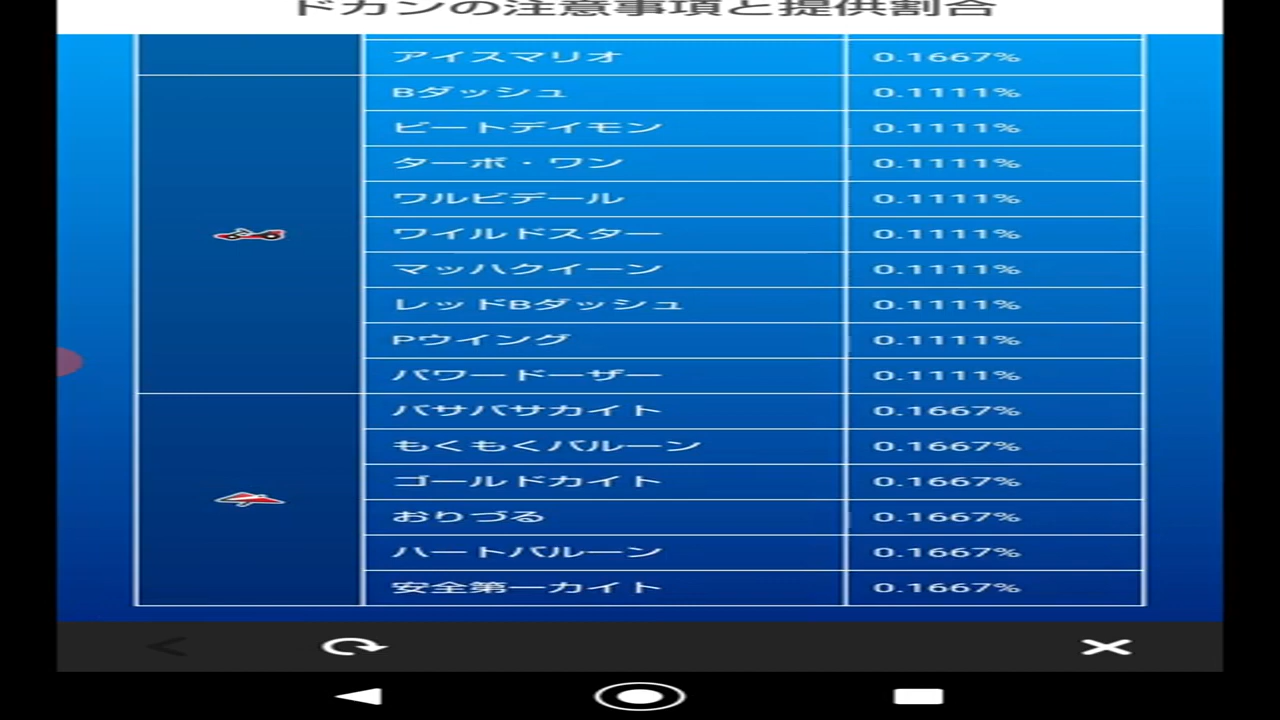 ドカンの注意事項と提供割合
アイスマリオ 0.1667%
Bダッシュ 0.1111%
ビートデイモン 0.1111%
ターボ・ワン 0.1111%
ワルビデール 0.1111%
ワイルドスター 0.1111%
マッハクイーン 0.1111%
レッドBダッシュ 0.1111%
Pウイング 0.1111%
パワードーザー 0.1111%
バサバサカイト 0.1667%
もくもくバルーン 0.1667%
ゴールドカイト 0.1667%
おりづる 0.1667%
ハートバルーン 0.1667%
安全第一カイト 0.1667%